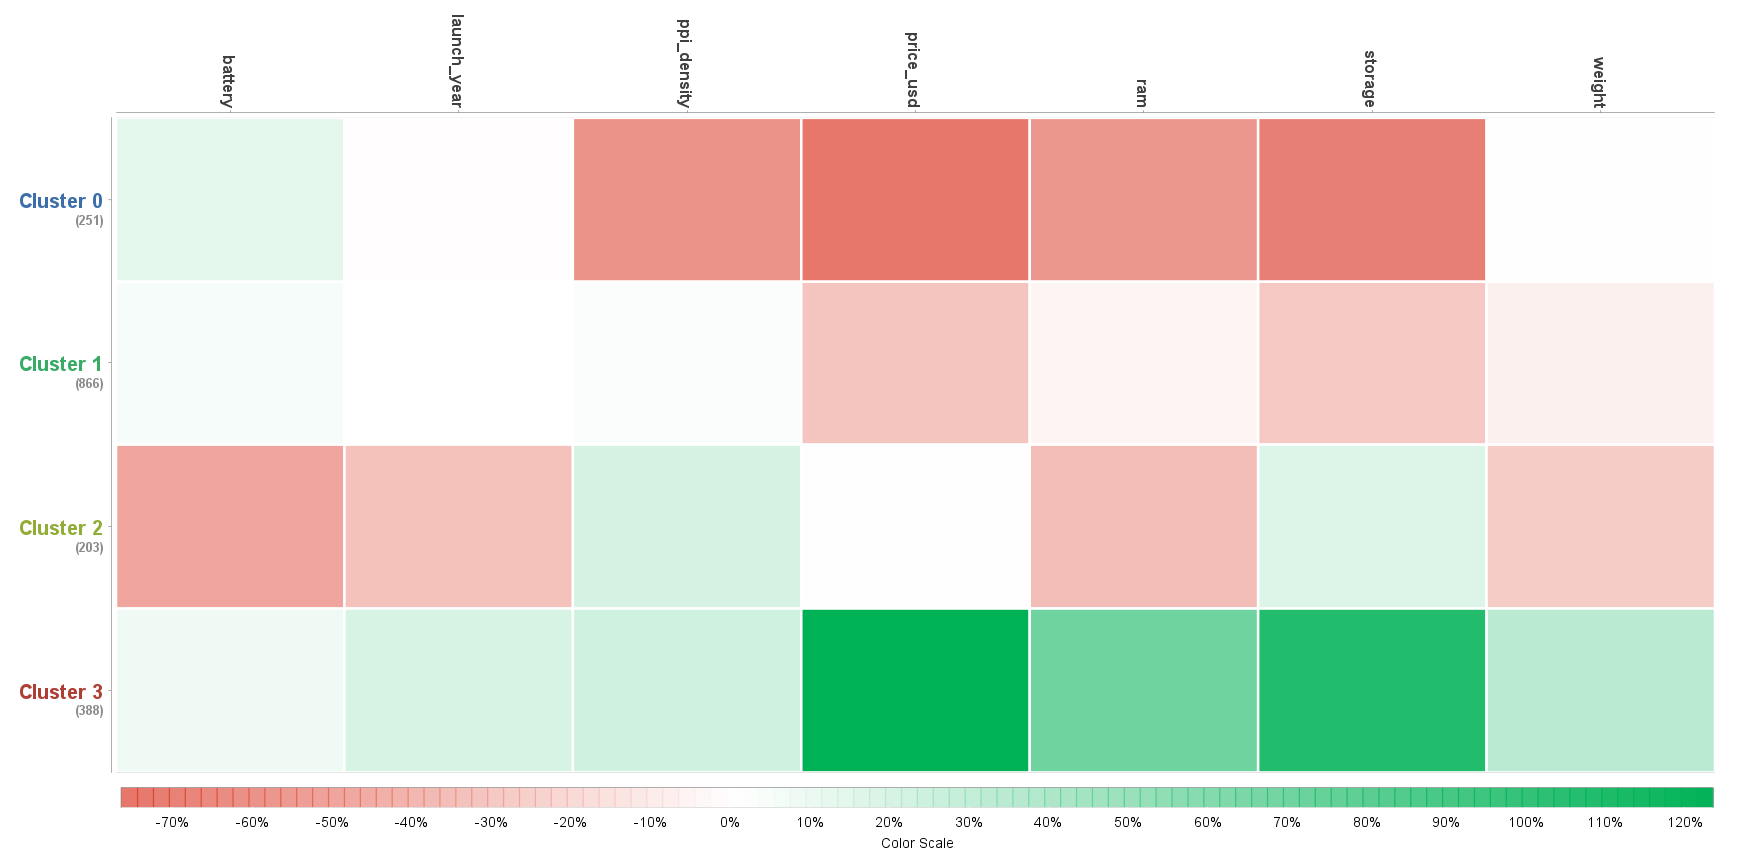 battery
launch_year
ppi_density
price_usd
ram
storage
weight
Cluster 0
(251)
Cluster 1
(866)
Cluster 2
(203)
Cluster 3
(388)
-70% -60% -50% -40% -30% -20% -10% 0% 10% 20% 30% 40% 50% 60% 70% 80% 90% 100% 110% 120%
Color Scale